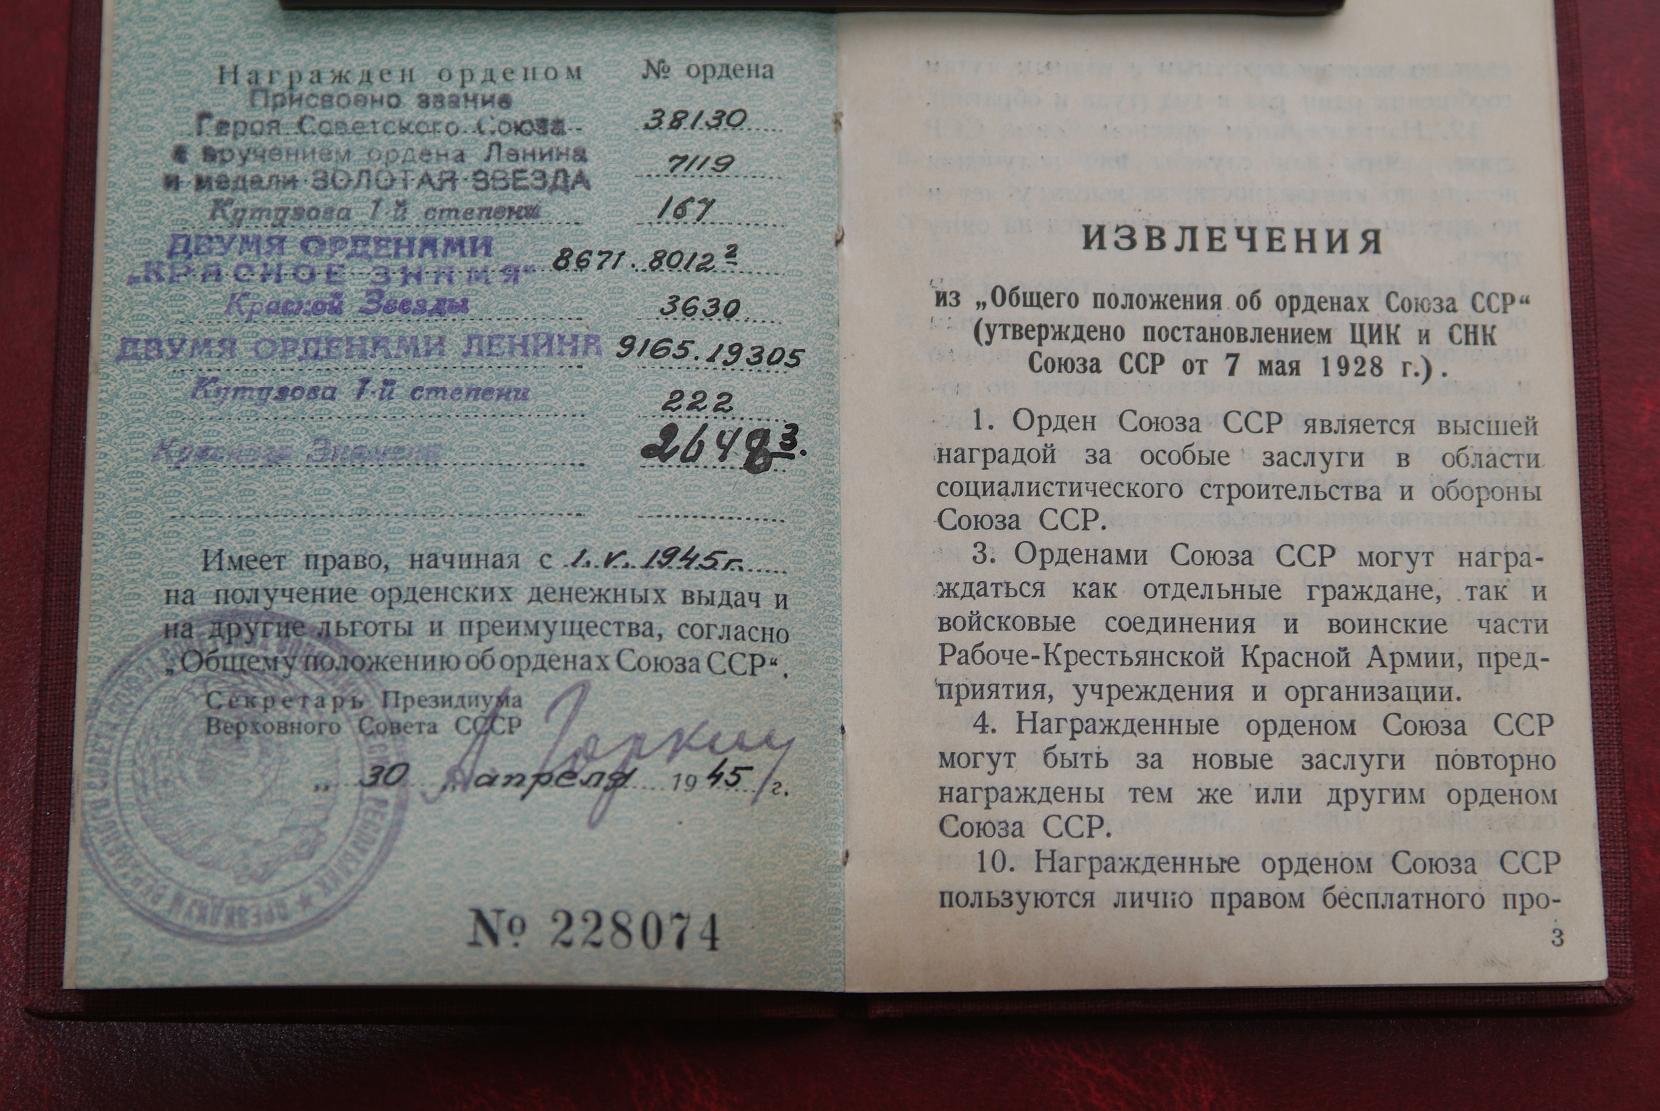 Награжден орденом № ордена
Присвоено звание
Героя Советского Союза 38130
с вручением ордена Ленина 7119
и медали ЗОЛОТАЯ ЗВЕЗДА
Кутузова 1-й степени 167
ДВУМЯ ОРДЕНАМИ
„КРАСНОЕ ЗНАМЯ“ 8671. 8012²
Красной Звезды 3630
ДВУМЯ ОРДЕНАМИ ЛЕНИНА 9165.19305
Кутузова 1-й степени 222
Красного Знамени 2648³.
Имеет право, начиная с 1.V.1945г.
на получение орденских денежных выдач и
на другие льготы и преимущества, согласно
„Общему положению об орденах Союза ССР“.
Секретарь Президиума
Верховного Совета СССР
А Горкин
„ 30 „ апреля 1945 г.
№ 228074
ИЗВЛЕЧЕНИЯ
из „Общего положения об орденах Союза ССР“
(утверждено постановлением ЦИК и СНК
Союза ССР от 7 мая 1928 г.).
1. Орден Союза ССР является высшей
наградой за особые заслуги в области
социалистического строительства и обороны
Союза ССР.
3. Орденами Союза ССР могут награ-
ждаться как отдельные граждане, так и
войсковые соединения и воинские части
Рабоче-Крестьянской Красной Армии, пред-
приятия, учреждения и организации.
4. Награжденные орденом Союза ССР
могут быть за новые заслуги повторно
награждены тем же или другим орденом
Союза ССР.
10. Награжденные орденом Союза ССР
пользуются лично правом бесплатного про-
3